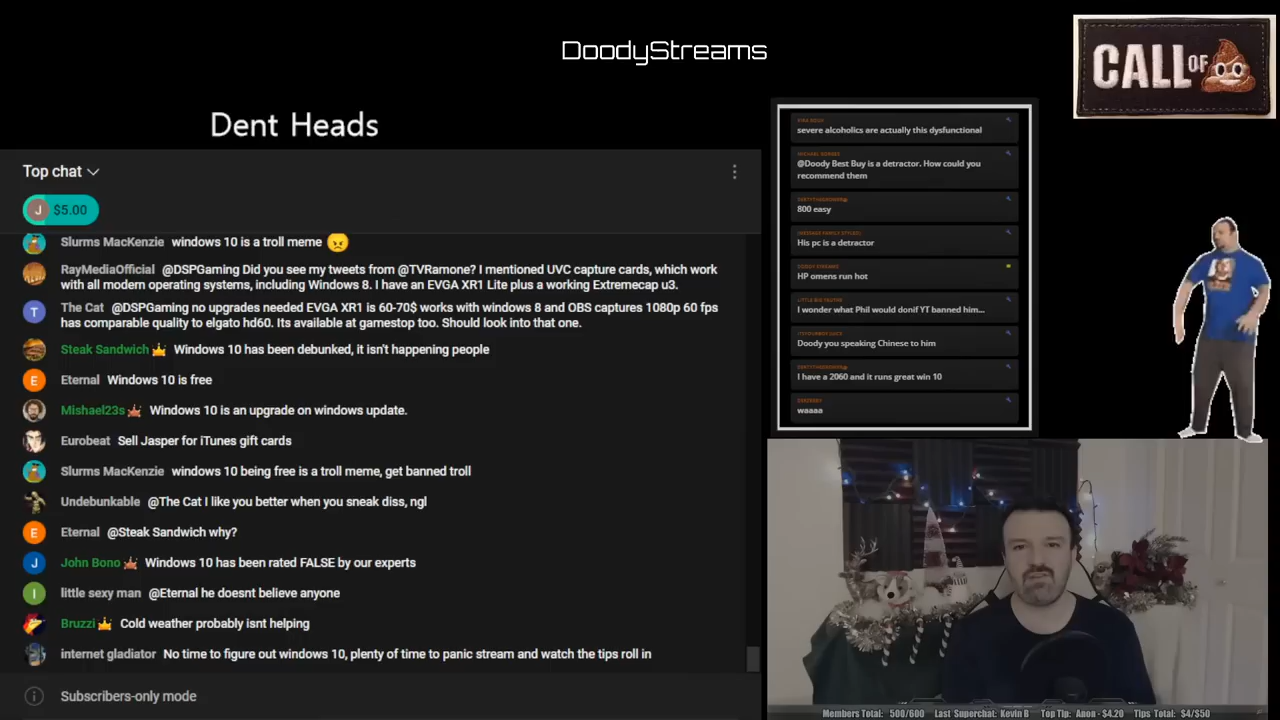 DoodyStreams
CALL OF
Dent Heads
Top chat
J $5.00
Slurms MacKenzie windows 10 is a troll meme 😠
RayMediaOfficial @DSPGaming Did you see my tweets from @TVRamone? I mentioned UVC capture cards, which work
with all modern operating systems, including Windows 8. I have an EVGA XR1 Lite plus a working Extremecap u3.
T The Cat @DSPGaming no upgrades needed EVGA XR1 is 60-70$ works with windows 8 and OBS captures 1080p 60 fps
has comparable quality to elgato hd60. Its available at gamestop too. Should look into that one.
Steak Sandwich Windows 10 has been debunked, it isn't happening people
E Eternal Windows 10 is free
Mishael23s Windows 10 is an upgrade on windows update.
Eurobeat Sell Jasper for iTunes gift cards
Slurms MacKenzie windows 10 being free is a troll meme, get banned troll
Undebunkable @The Cat I like you better when you sneak diss, ngl
E Eternal @Steak Sandwich why?
J John Bono Windows 10 has been rated FALSE by our experts
l little sexy man @Eternal he doesnt believe anyone
Bruzzi Cold weather probably isnt helping
internet gladiator No time to figure out windows 10, plenty of time to panic stream and watch the tips roll in
Subscribers-only mode
severe alcoholics are actually this dysfunctional
@Doody Best Buy is a detractor. How could you
recommend them
800 easy
His pc is a detractor
DOODY STREAMS
HP omens run hot
I wonder what Phil would donif YT banned him...
Doody you speaking Chinese to him
I have a 2060 and it runs great win 10
waaaa
Members Total: 500/600 Last Superchat: Kevin B Top Tip: Anon - $4.20 Tips Total: $4/$50